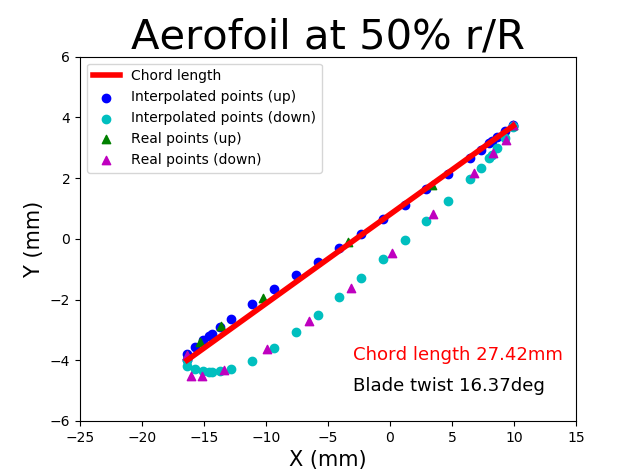 Aerofoil at 50% r/R
Chord length
Interpolated points (up)
Interpolated points (down)
Real points (up)
Real points (down)
6
4
2
0
−2
−4
−6
Y (mm)
Chord length 27.42mm
Blade twist 16.37deg
−25 −20 −15 −10 −5 0 5 10 15
X (mm)